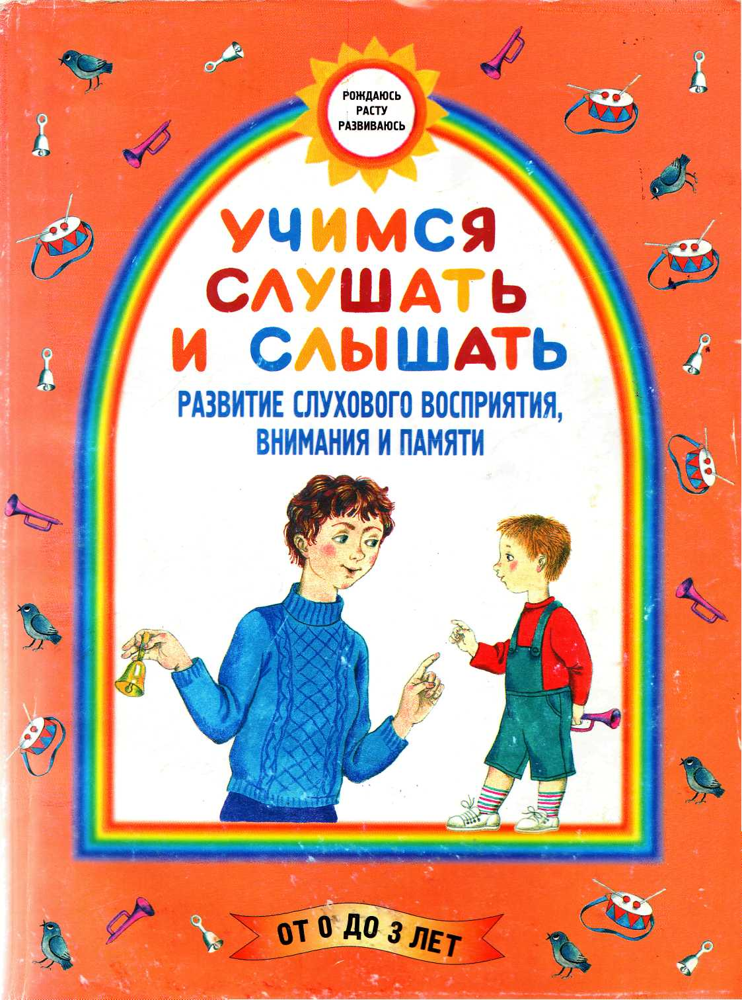 РОЖДАЮСЬ
РАСТУ
РАЗВИВАЮСЬ
УЧИМСЯ
СЛУШАТЬ
И СЛЫШАТЬ
РАЗВИТИЕ СЛУХОВОГО ВОСПРИЯТИЯ,
ВНИМАНИЯ И ПАМЯТИ
ОТ 0 ДО 3 ЛЕТ